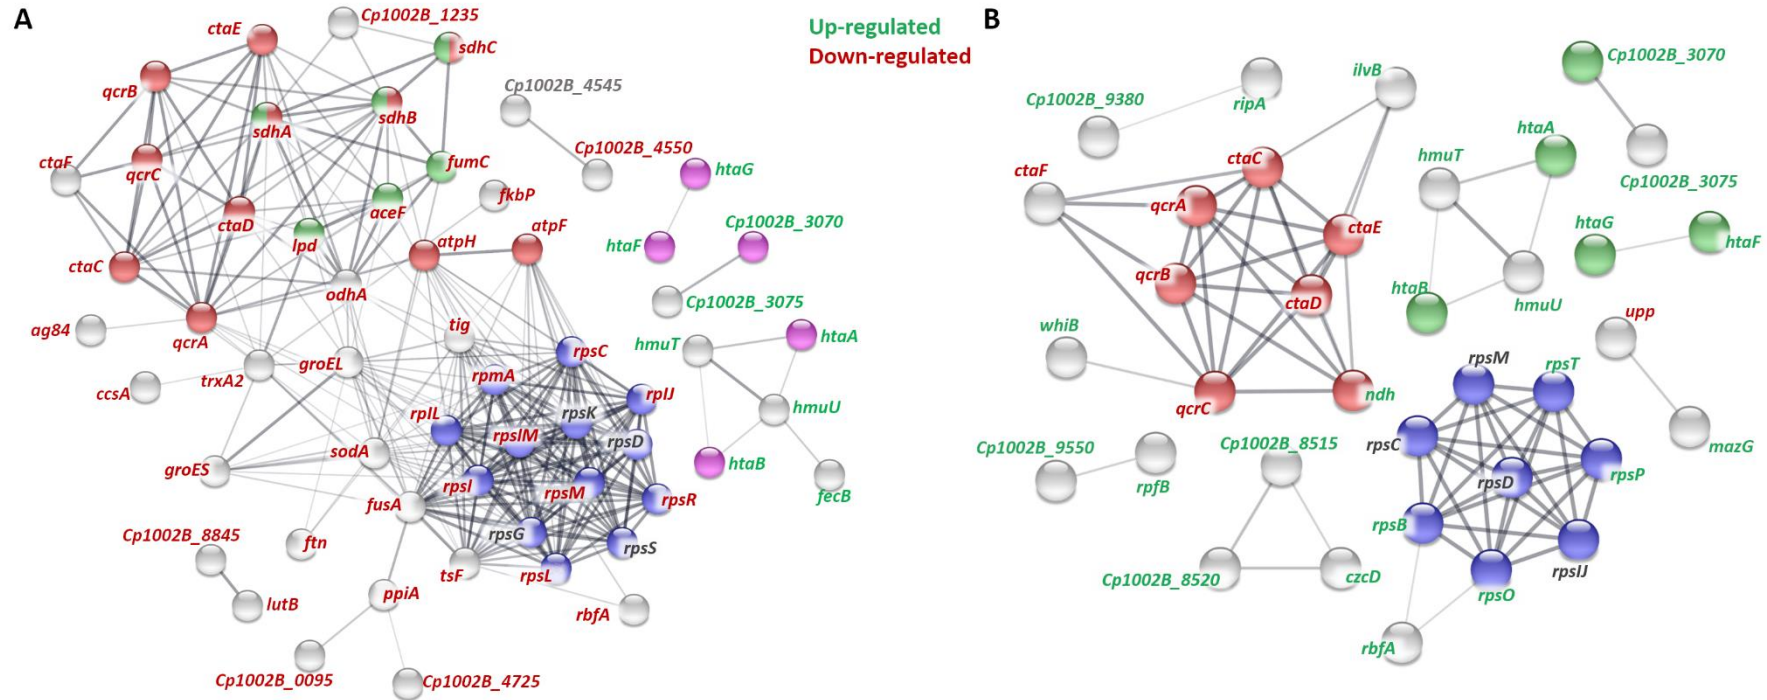 A
Up-regulated
Down-regulated
Cp1002B_1235
ctaE
sdhC
qcrB
Cp1002B_4545
sdhA
sdhB
Cp1002B_4550
ctaF
qcrC
fumC
htaG
fkbP
aceF
ctaD
atpF
Cp1002B_3070
lpd
atpH
htaF
ctaC
odhA
Cp1002B_3075
ag84
tig
htaA
qcrA
hmuT
rpsC
groEL
trxA2
rpmA
ccsA
rplJ
hmuU
rplL
rpsK
rpslM
rpsD
sodA
htaB
groES
rpsI
rpsM
rpsR
fecB
fusA
rpsG
rpsS
Cp1002B_8845
ftn
tsF
rpsL
ppiA
lutB
rbfA
Cp1002B_0095
Cp1002B_4725
B
ilvB
Cp1002B_3070
Cp1002B_9380
ripA
htaA
ctaC
hmuT
ctaF
Cp1002B_3075
qcrA
ctaE
htaG
htaF
qcrB
ctaD
htaB
hmuU
upp
whiB
rpsM
rpsT
ndh
qcrC
Cp1002B_9550
Cp1002B_8515
rpsC
mazG
rpsP
rpfB
rpsD
rpsB
rpslJ
Cp1002B_8520
czcD
rpsO
rbfA